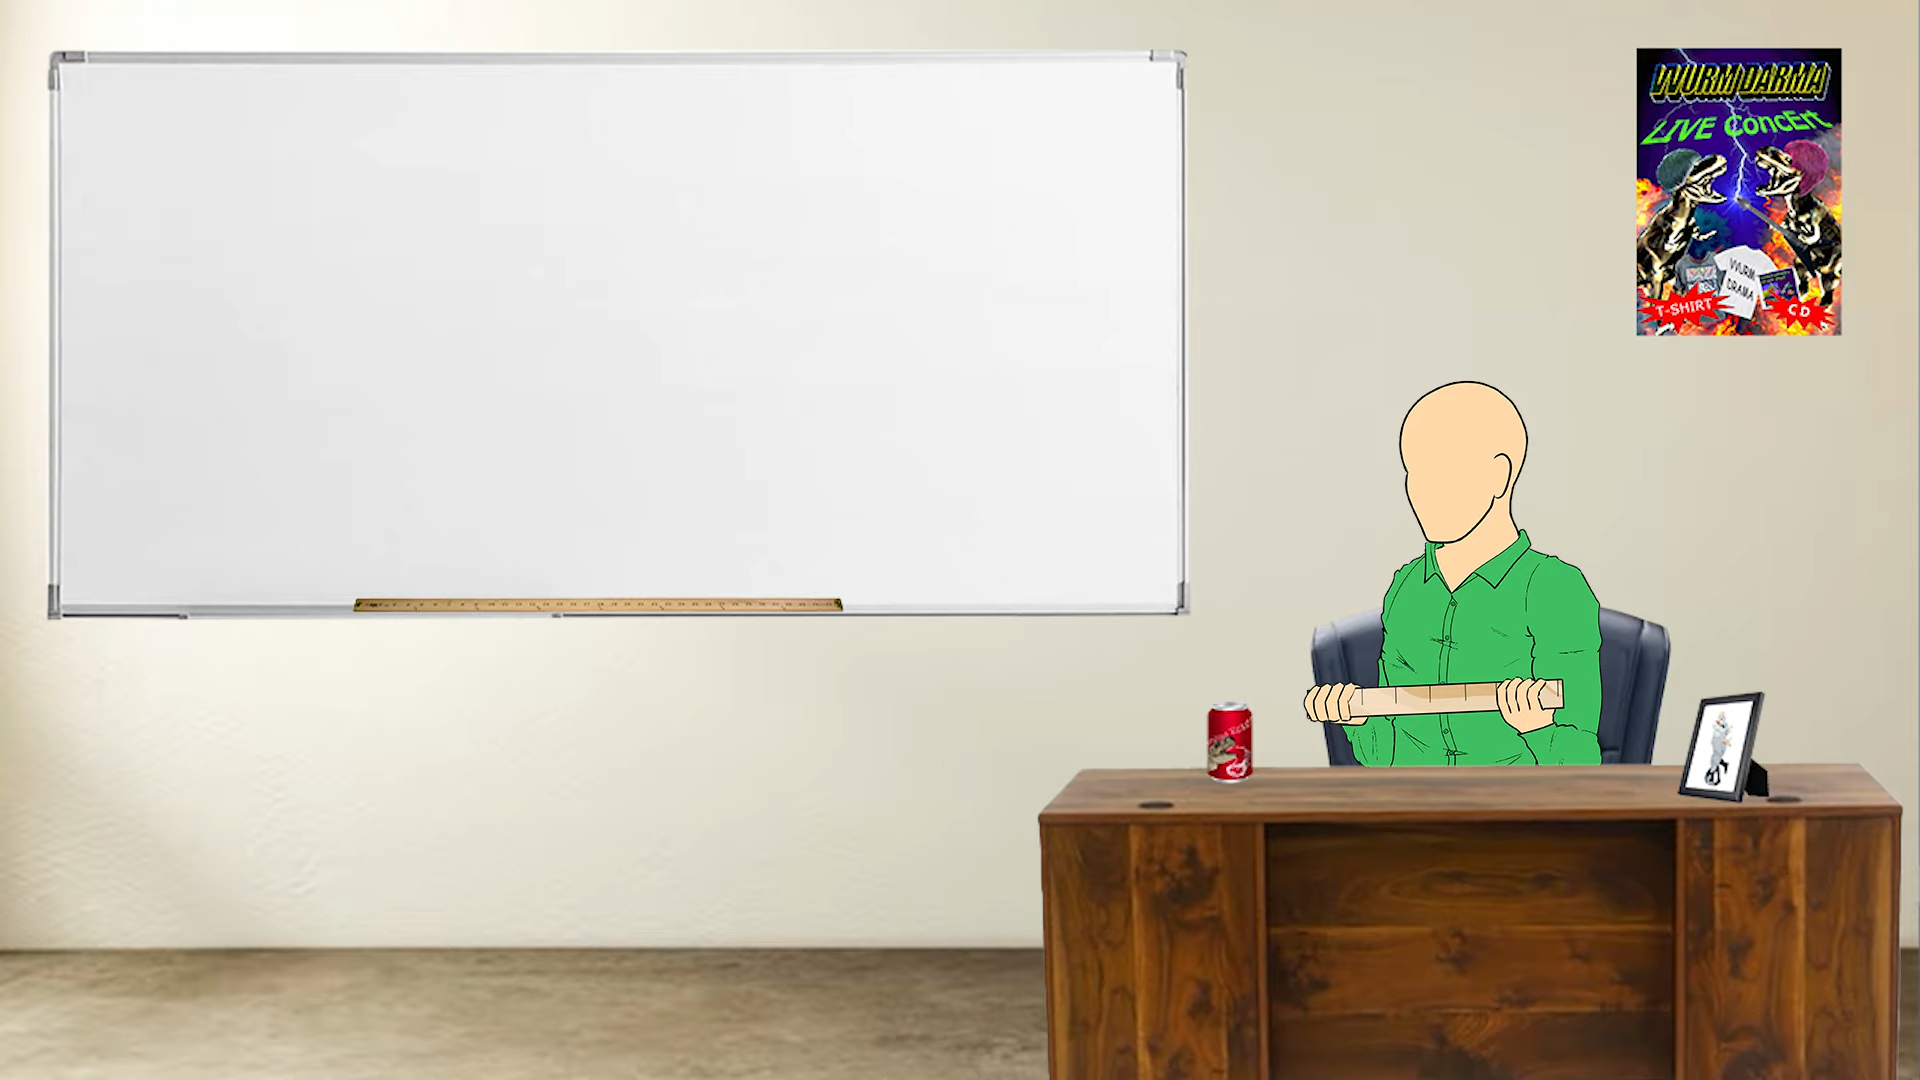 WURM DARMA
LIVE ConcErt
WURM
DRAMA
T-SHIRT
CD